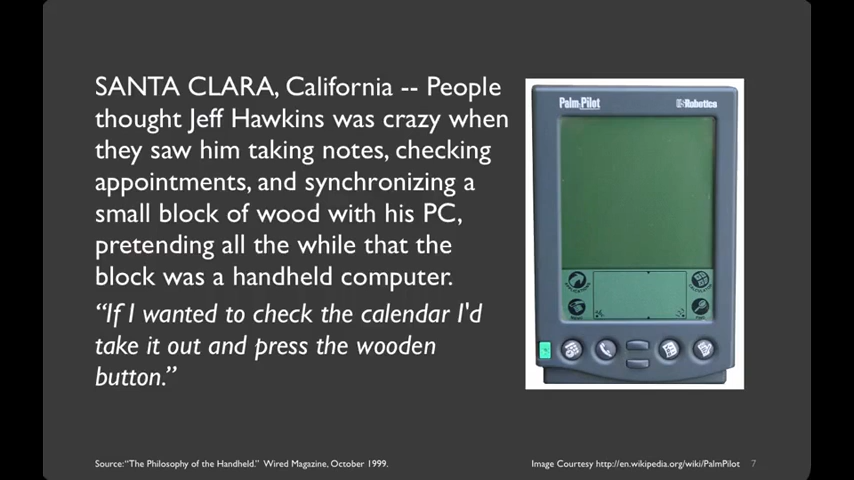 SANTA CLARA, California -- People
thought Jeff Hawkins was crazy when
they saw him taking notes, checking
appointments, and synchronizing a
small block of wood with his PC,
pretending all the while that the
block was a handheld computer.
“If I wanted to check the calendar I'd
take it out and press the wooden
button.”
PalmPilot
Robotics
Source: “The Philosophy of the Handheld.” Wired Magazine, October 1999.
Image Courtesy http://en.wikipedia.org/wiki/PalmPilot 7